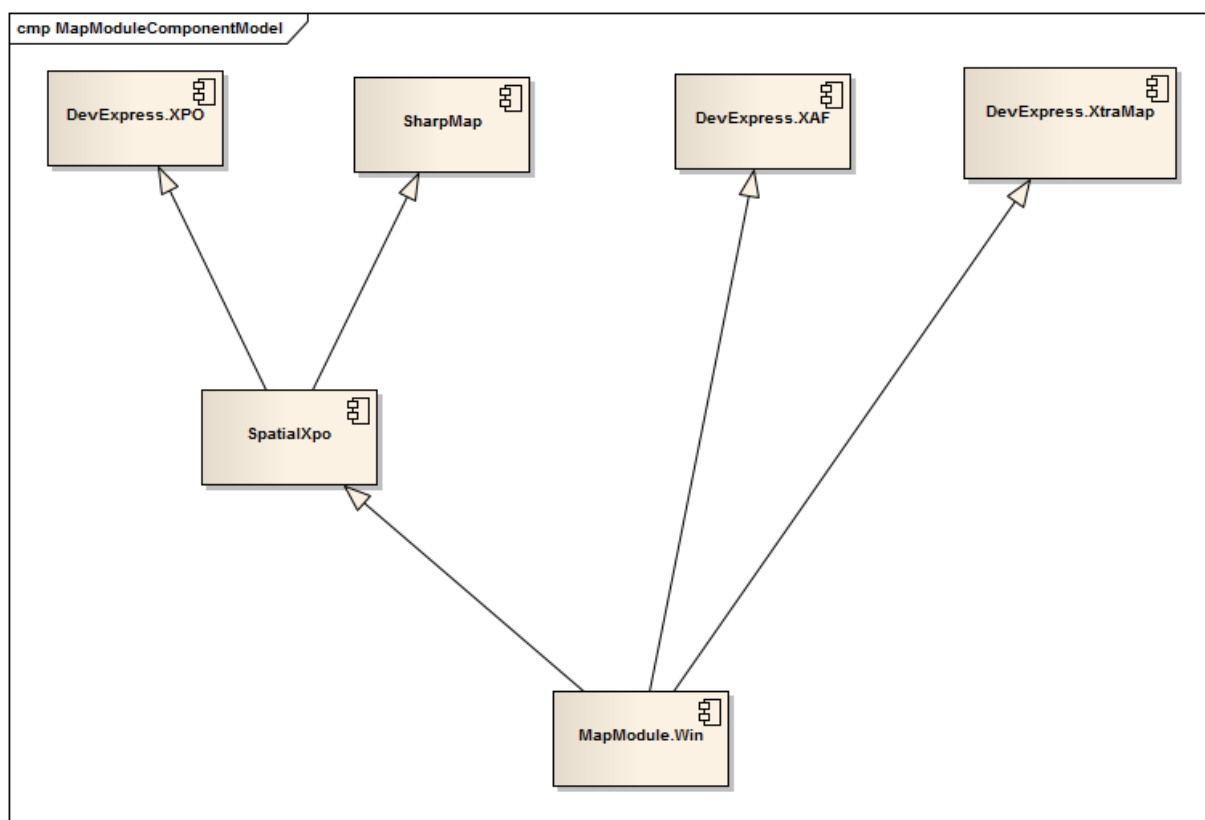 cmp MapModuleComponentModel
DevExpress.XPO
SharpMap
DevExpress.XAF
DevExpress.XtraMap
SpatialXpo
MapModule.Win